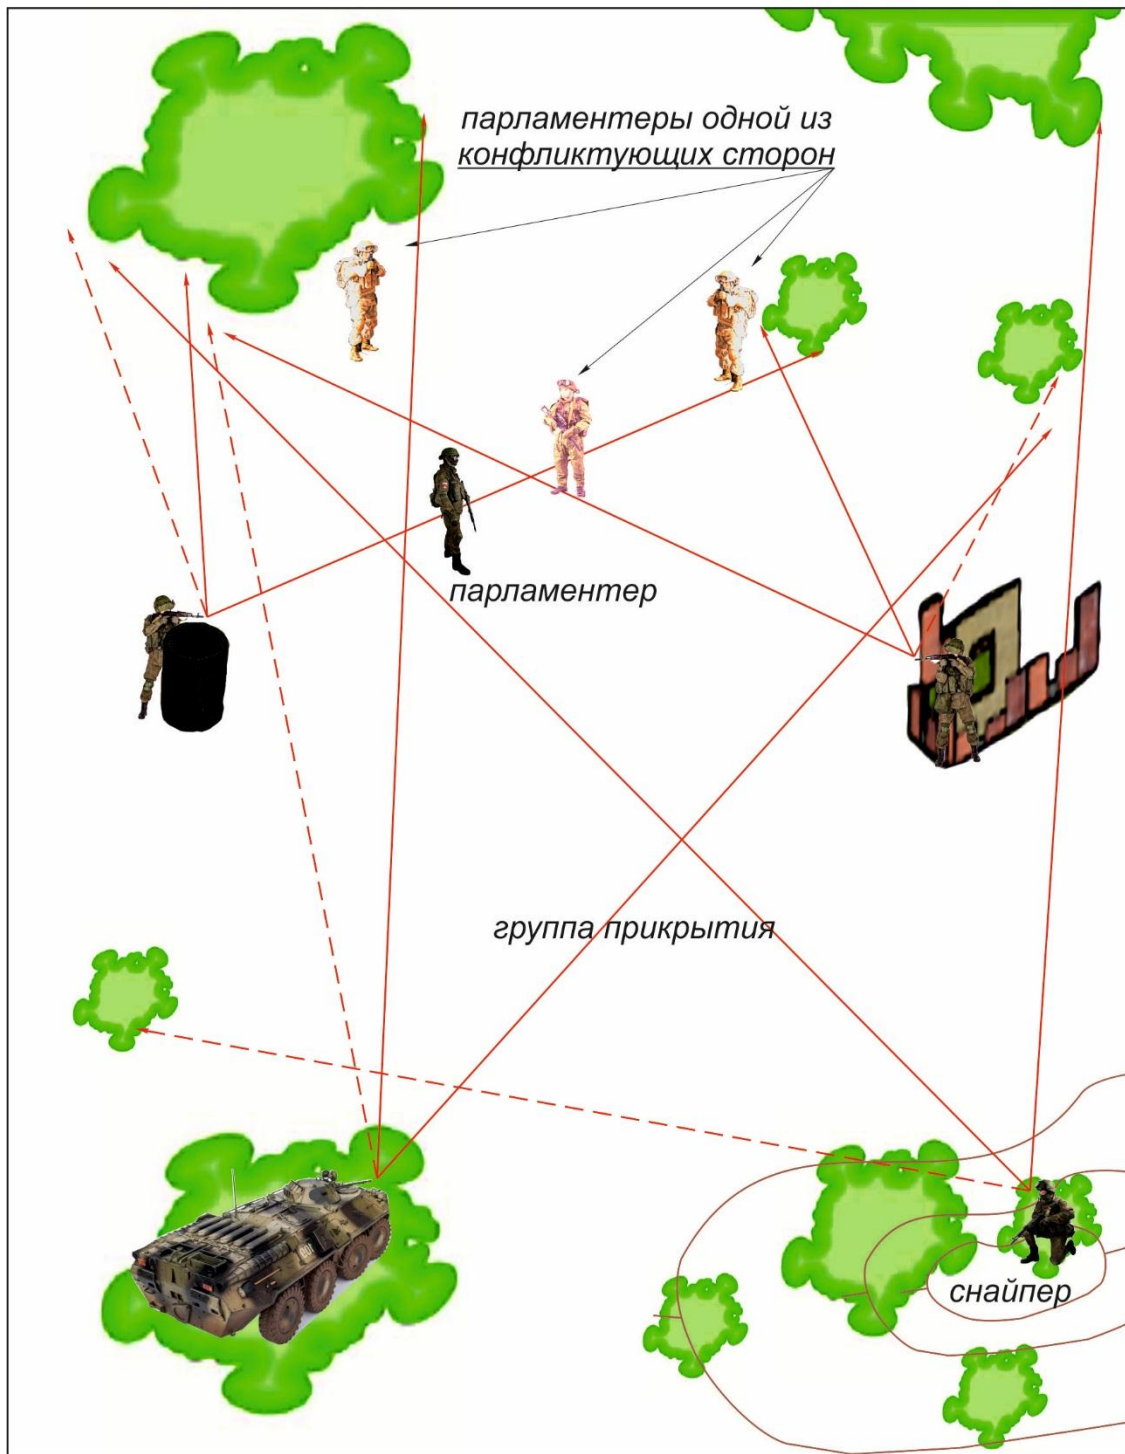 парламентеры одной из
конфликтующих сторон
парламентер
группа прикрытия
снайпер